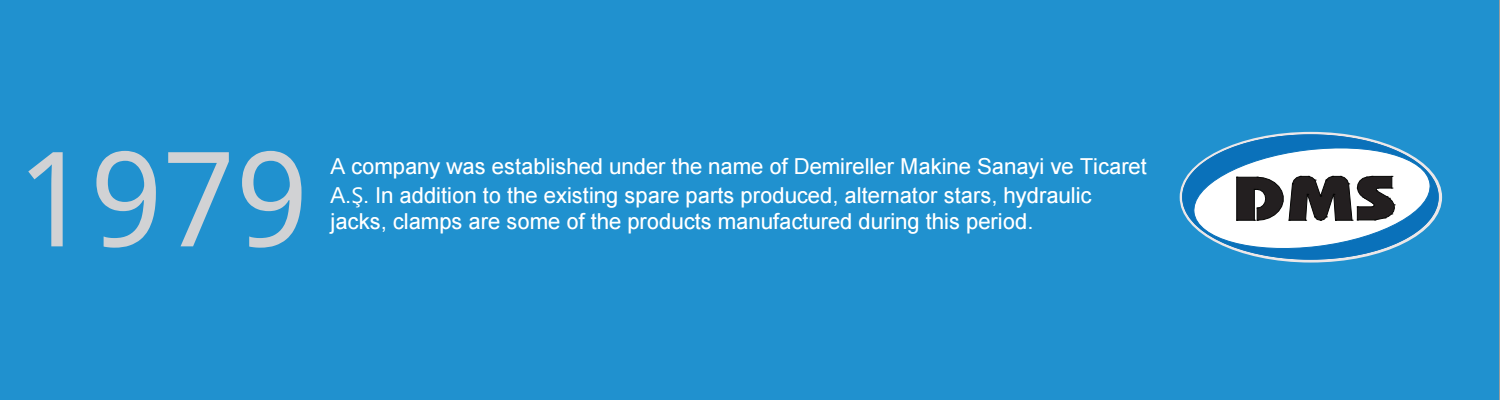 1979
A company was established under the name of Demireller Makine Sanayi ve Ticaret
A.Ş. In addition to the existing spare parts produced, alternator stars, hydraulic
jacks, clamps are some of the products manufactured during this period.
DMS